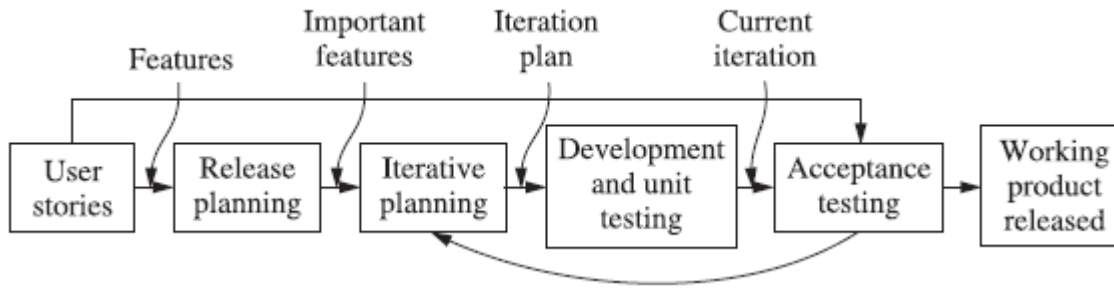 Features
Important
features
Iteration
plan
Current
iteration
User
stories
Release
planning
Iterative
planning
Development
and unit
testing
Acceptance
testing
Working
product
released